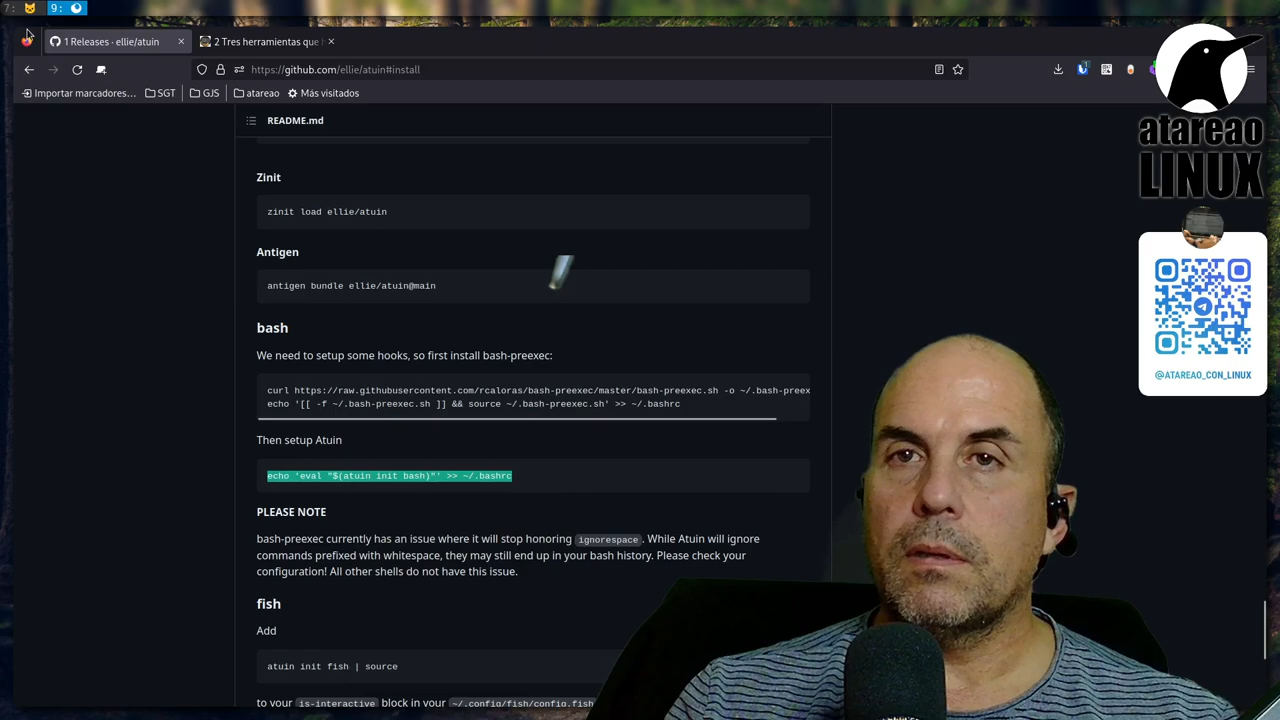 7:
9:
1 Releases · ellie/atuin
2 Tres herramientas que
https://github.com/ellie/atuin#install
Importar marcadores…
SGT
GJS
atareao
Más visitados
README.md
Zinit
zinit load ellie/atuin
Antigen
antigen bundle ellie/atuin@main
bash
We need to setup some hooks, so first install bash-preexec:
curl https://raw.githubusercontent.com/rcaloras/bash-preexec/master/bash-preexec.sh -o ~/.bash-preex
echo '[[ -f ~/.bash-preexec.sh ]] && source ~/.bash-preexec.sh' >> ~/.bashrc
Then setup Atuin
echo 'eval "$(atuin init bash)"' >> ~/.bashrc
PLEASE NOTE
bash-preexec currently has an issue where it will stop honoring ignorespace. While Atuin will ignore
commands prefixed with whitespace, they may still end up in your bash history. Please check your
configuration! All other shells do not have this issue.
fish
Add
atuin init fish | source
to your is-interactive block in your ~/.config/fish/config.fish
atareao
LINUX
@ATAREAO_CON_LINUX